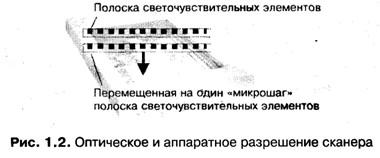 Полоска светочувствительных элементов
Перемещенная на один «микрошаг»
полоска светочувствительных элементов
Рис. 1.2. Оптическое и аппаратное разрешение сканера